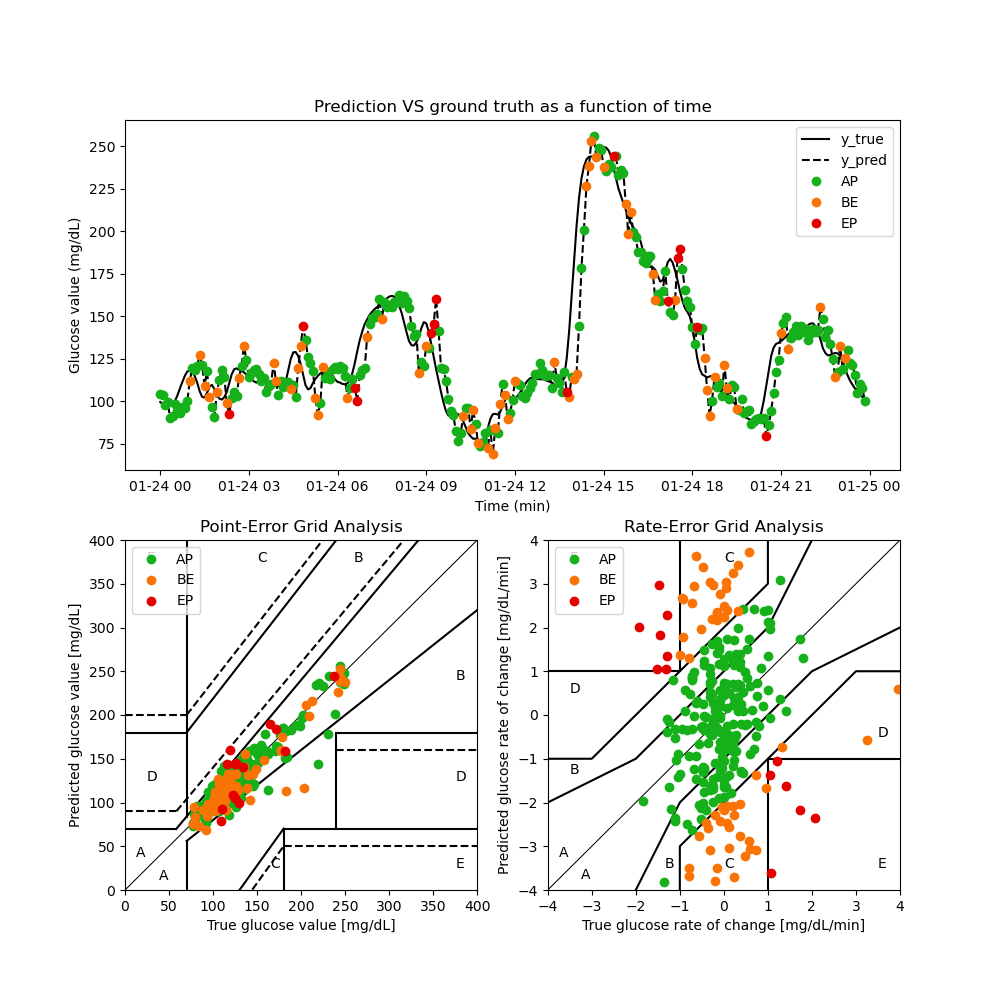 Prediction VS ground truth as a function of time
Glucose value (mg/dL)
250
225
200
175
150
125
100
75
y_true
y_pred
AP
BE
EP
01-24 00 01-24 03 01-24 06 01-24 09 01-24 12 01-24 15 01-24 18 01-24 21 01-25 00
Time (min)
Point-Error Grid Analysis
Predicted glucose value [mg/dL]
400
350
300
250
200
150
100
50
0
AP
BE
EP
C
B
B
D
D
A
A
C
E
0 50 100 150 200 250 300 350 400
True glucose value [mg/dL]
Rate-Error Grid Analysis
Predicted glucose rate of change [mg/dL/min]
4
3
2
1
0
−1
−2
−3
−4
AP
BE
EP
C
D
D
B
A
A
B
C
E
−4 −3 −2 −1 0 1 2 3 4
True glucose rate of change [mg/dL/min]